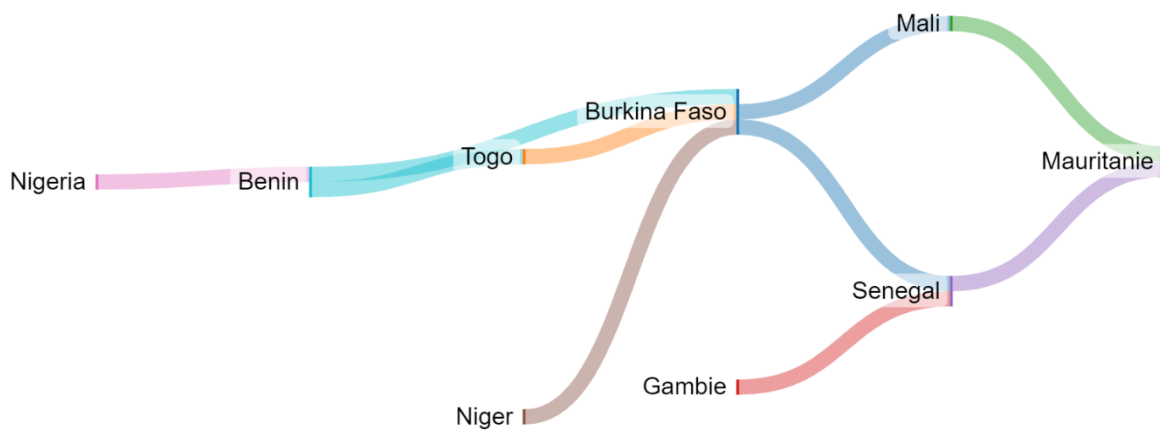 Mali
Burkina Faso
Togo
Mauritanie
Nigeria
Benin
Senegal
Gambie
Niger